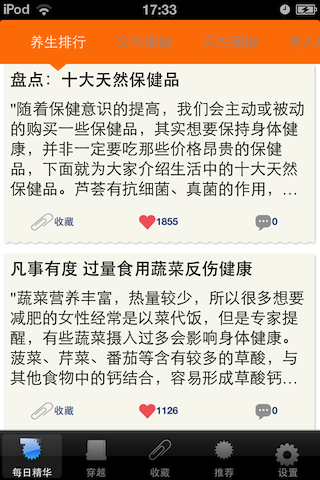 iPod 17:33
养生排行 女性保健 男性保健
盘点：十大天然保健品
"随着保健意识的提高，我们会主动或被动
的购买一些保健品，其实想要保持身体健
康，并非一定要吃那些价格昂贵的保健
品，下面就为大家介绍生活中的十大天然
保健品。芦荟有抗细菌、真菌的作用，...
收藏 1855 0
凡事有度 过量食用蔬菜反伤健康
"蔬菜营养丰富，热量较少，所以很多想要
减肥的女性经常是以菜代饭，但是专家提
醒，有些蔬菜摄入过多会影响身体健康。
菠菜、芹菜、番茄等含有较多的草酸，与
其他食物中的钙结合，容易形成草酸钙...
收藏 1126 0
每日精华 穿越 收藏 推荐 设置